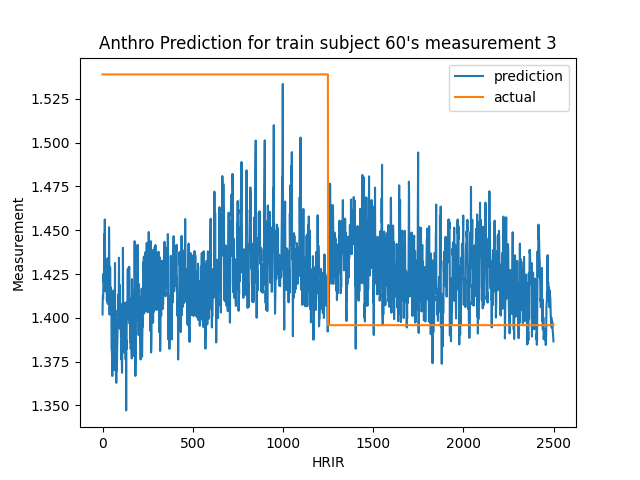 Anthro Prediction for train subject 60's measurement 3
prediction
actual
1.525
1.500
1.475
1.450
1.425
1.400
1.375
1.350
Measurement
0
500
1000
1500
2000
2500
HRIR